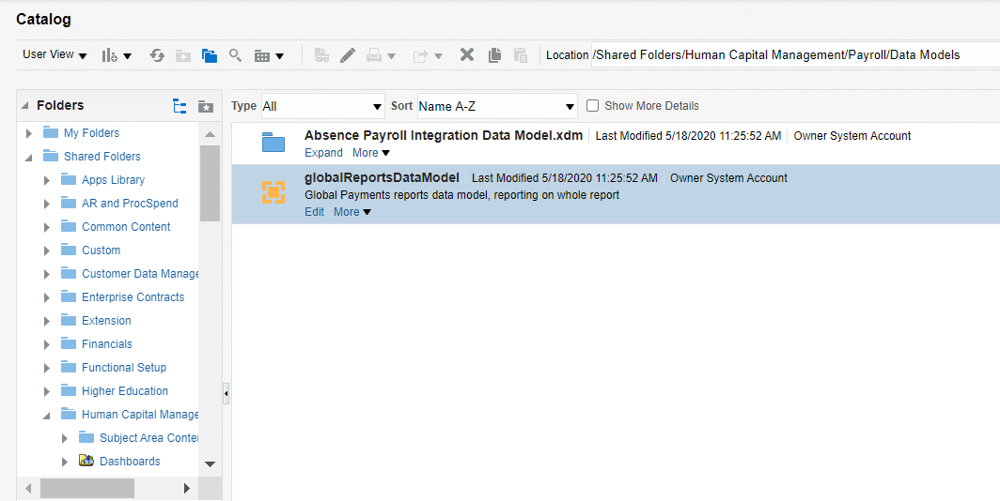 Catalog
User View
Location /Shared Folders/Human Capital Management/Payroll/Data Models
Folders
My Folders
Shared Folders
Apps Library
AR and ProcSpend
Common Content
Custom
Customer Data Manage
Enterprise Contracts
Extension
Financials
Functional Setup
Higher Education
Human Capital Manage
Subject Area Conter
Dashboards
Type All Sort Name A-Z Show More Details
Absence Payroll Integration Data Model.xdm Last Modified 5/18/2020 11:25:52 AM Owner System Account
Expand More
globalReportsDataModel Last Modified 5/18/2020 11:25:52 AM Owner System Account
Global Payments reports data model, reporting on whole report
Edit More